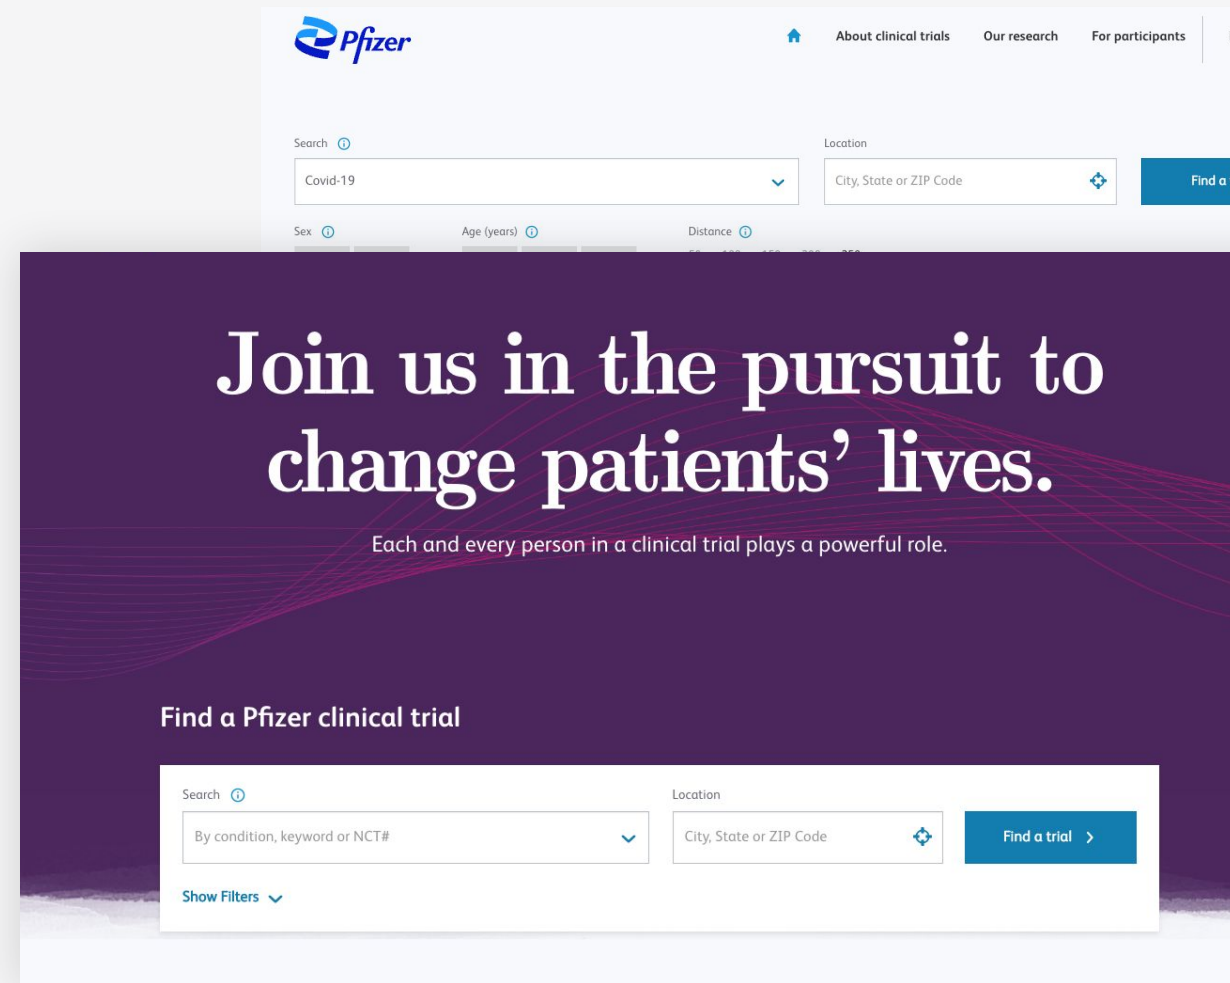 Pfizer
About clinical trials Our research For participants
Search Location
Covid-19 City, State or ZIP Code Find a
Sex Age (years) Distance
Join us in the pursuit to
change patients’ lives.
Each and every person in a clinical trial plays a powerful role.
Find a Pfizer clinical trial
Search Location
By condition, keyword or NCT# City, State or ZIP Code Find a trial
Show Filters